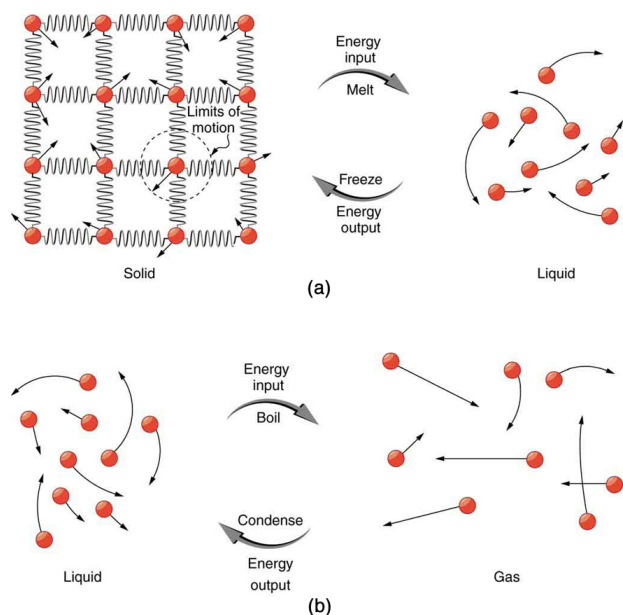 Energy
input
Melt
Limits of
motion
Freeze
Energy
output
Solid
Liquid
(a)
Energy
input
Boil
Condense
Energy
output
Liquid
Gas
(b)